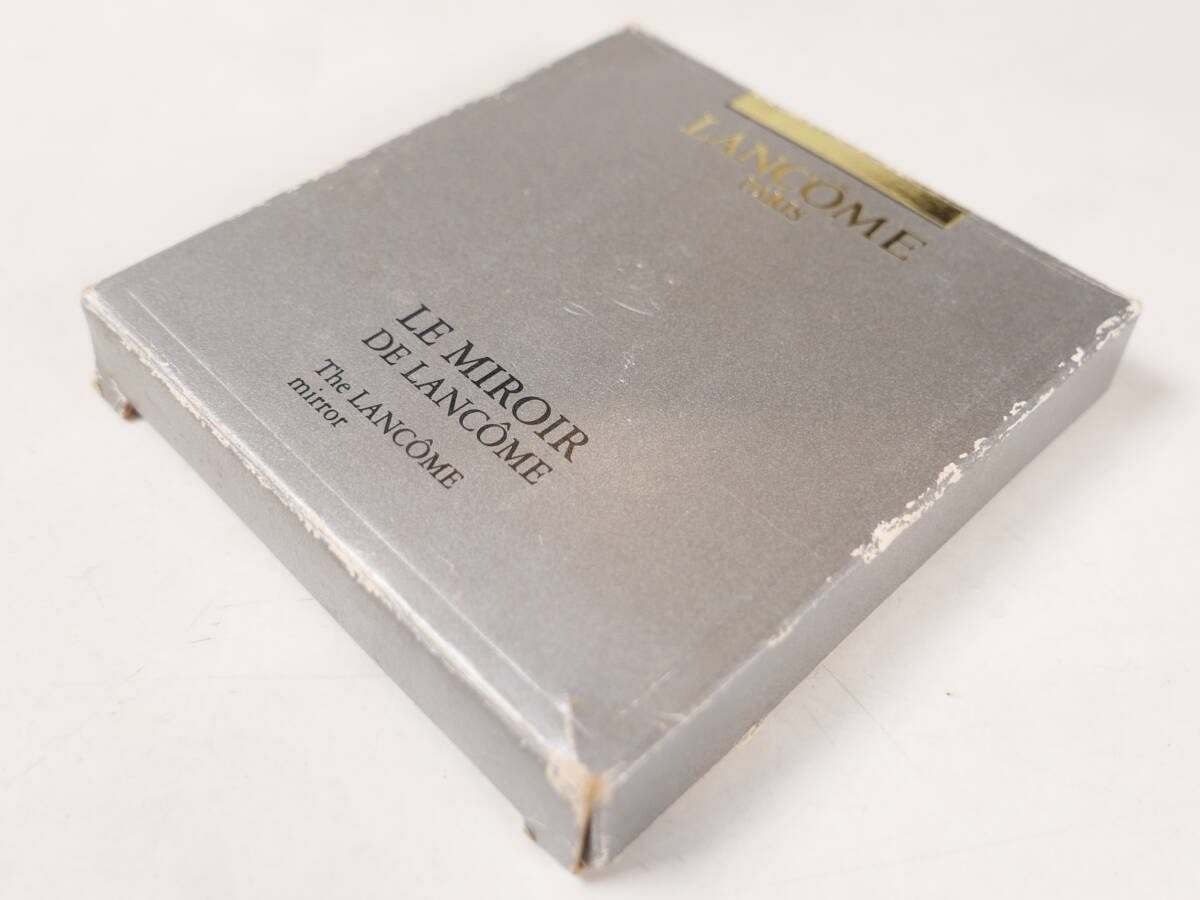 LANCÔME
PARIS
LE MIROIR
DE LANCÔME
The LANCÔME
mirror